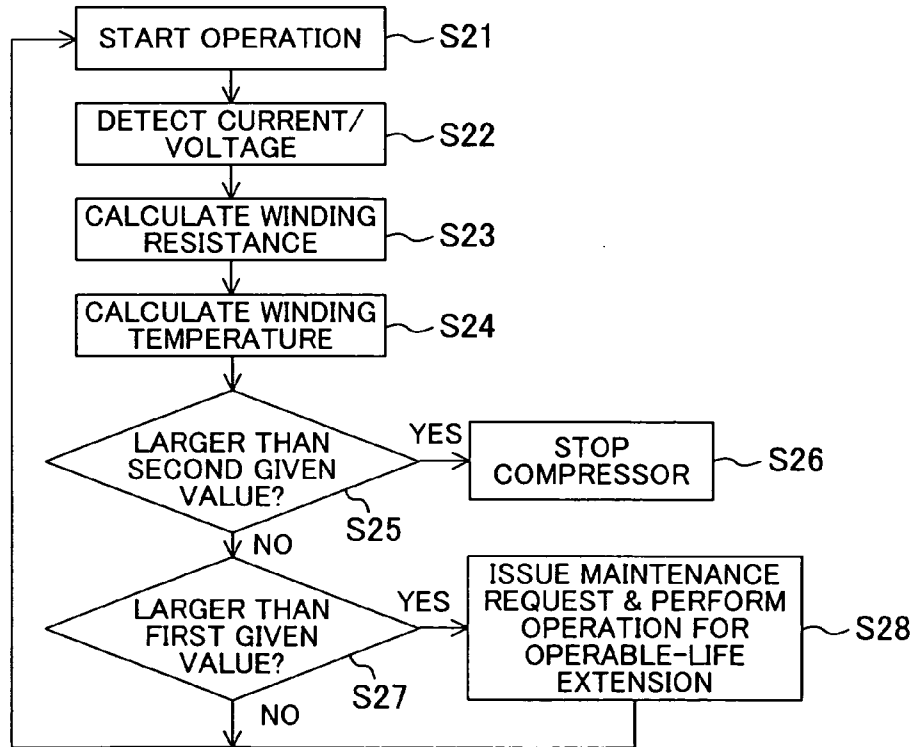 START OPERATION
S21
DETECT CURRENT/
VOLTAGE
S22
CALCULATE WINDING
RESISTANCE
S23
CALCULATE WINDING
TEMPERATURE
S24
LARGER THAN
SECOND GIVEN
VALUE?
S25
YES
STOP
COMPRESSOR
S26
NO
LARGER THAN
FIRST GIVEN
VALUE?
S27
YES
ISSUE MAINTENANCE
REQUEST & PERFORM
OPERATION FOR
OPERABLE-LIFE
EXTENSION
S28
NO